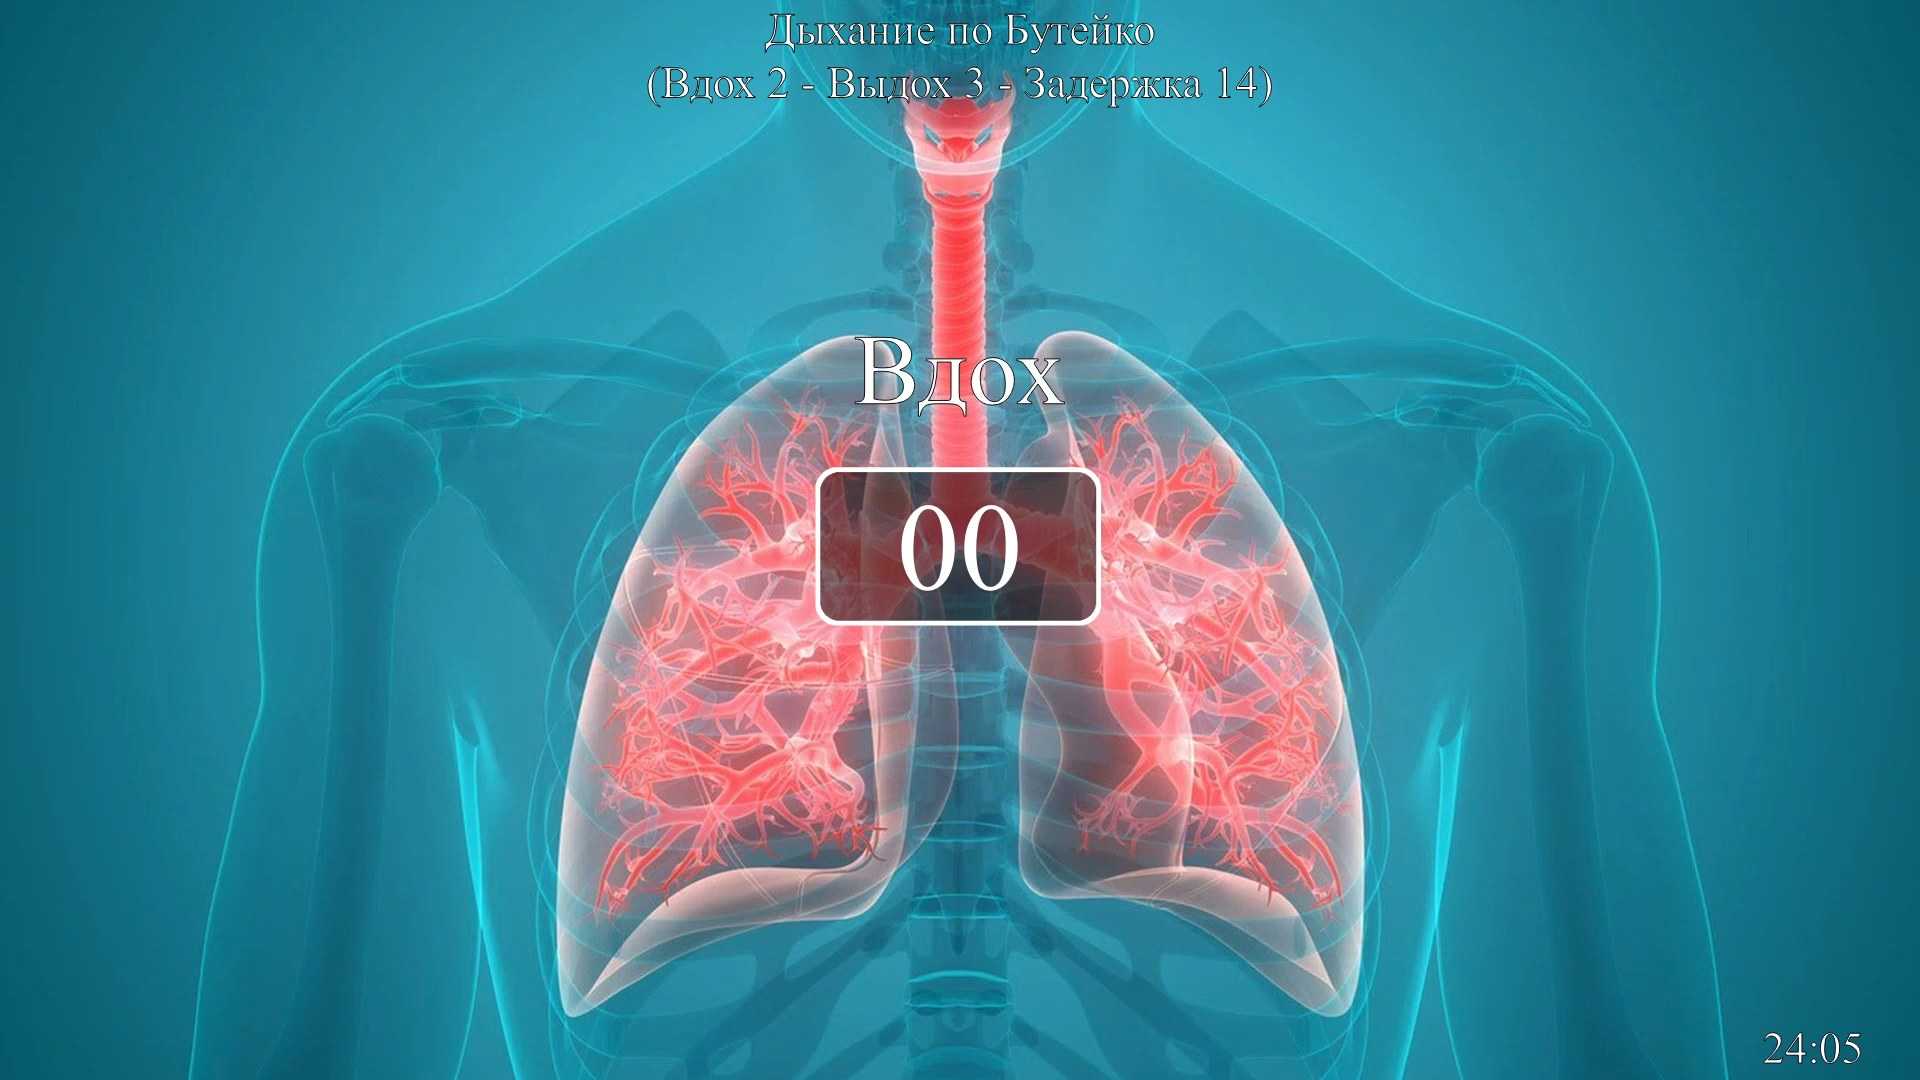 Дыхание по Бутейко
(Вдох 2 - Выдох 3 - Задержка 14)
Вдох
00
24:05